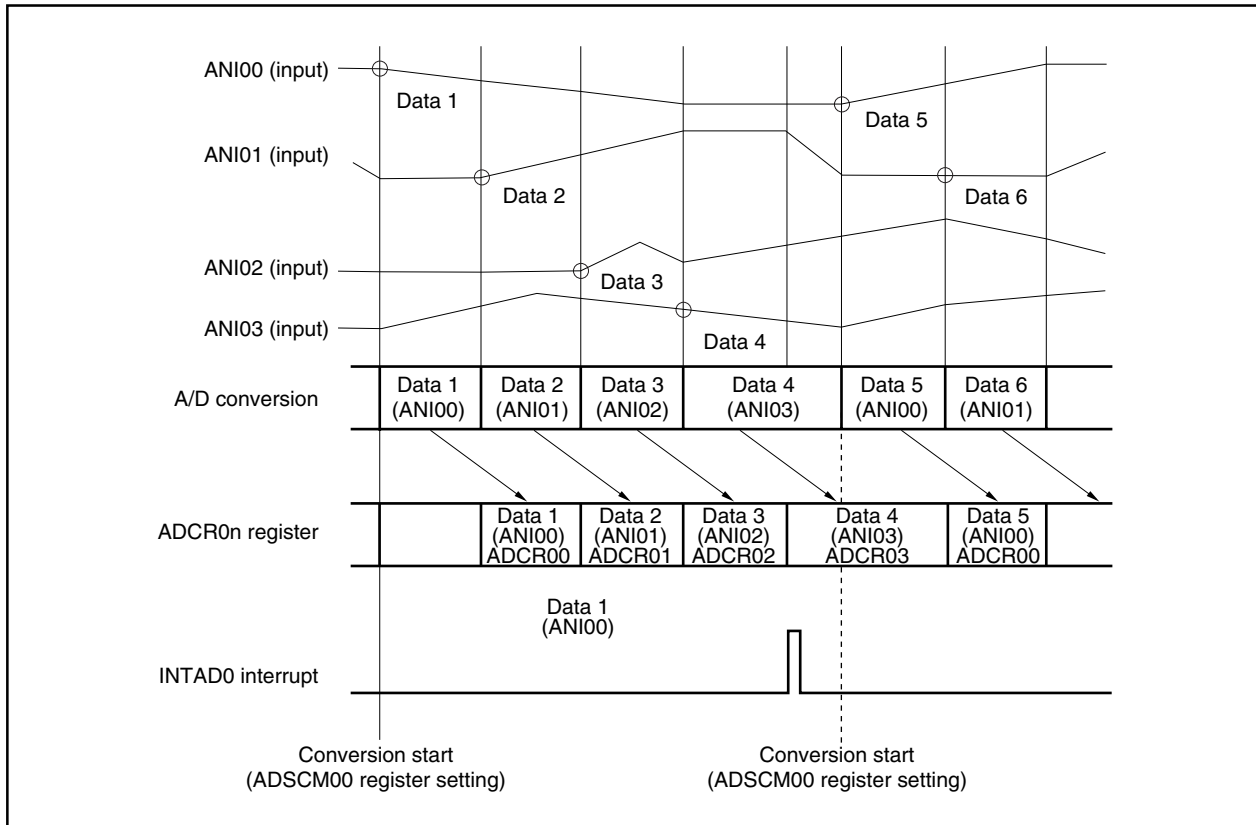 ANI00 (input)
Data 1
Data 5
ANI01 (input)
Data 2
Data 6
ANI02 (input)
Data 3
ANI03 (input)
Data 4
A/D conversion
Data 1
(ANI00)
Data 2
(ANI01)
Data 3
(ANI02)
Data 4
(ANI03)
Data 5
(ANI00)
Data 6
(ANI01)
ADCR0n register
Data 1
(ANI00)
ADCR00
Data 2
(ANI01)
ADCR01
Data 3
(ANI02)
ADCR02
Data 4
(ANI03)
ADCR03
Data 5
(ANI00)
ADCR00
Data 1
(ANI00)
INTAD0 interrupt
Conversion start
(ADSCM00 register setting)
Conversion start
(ADSCM00 register setting)